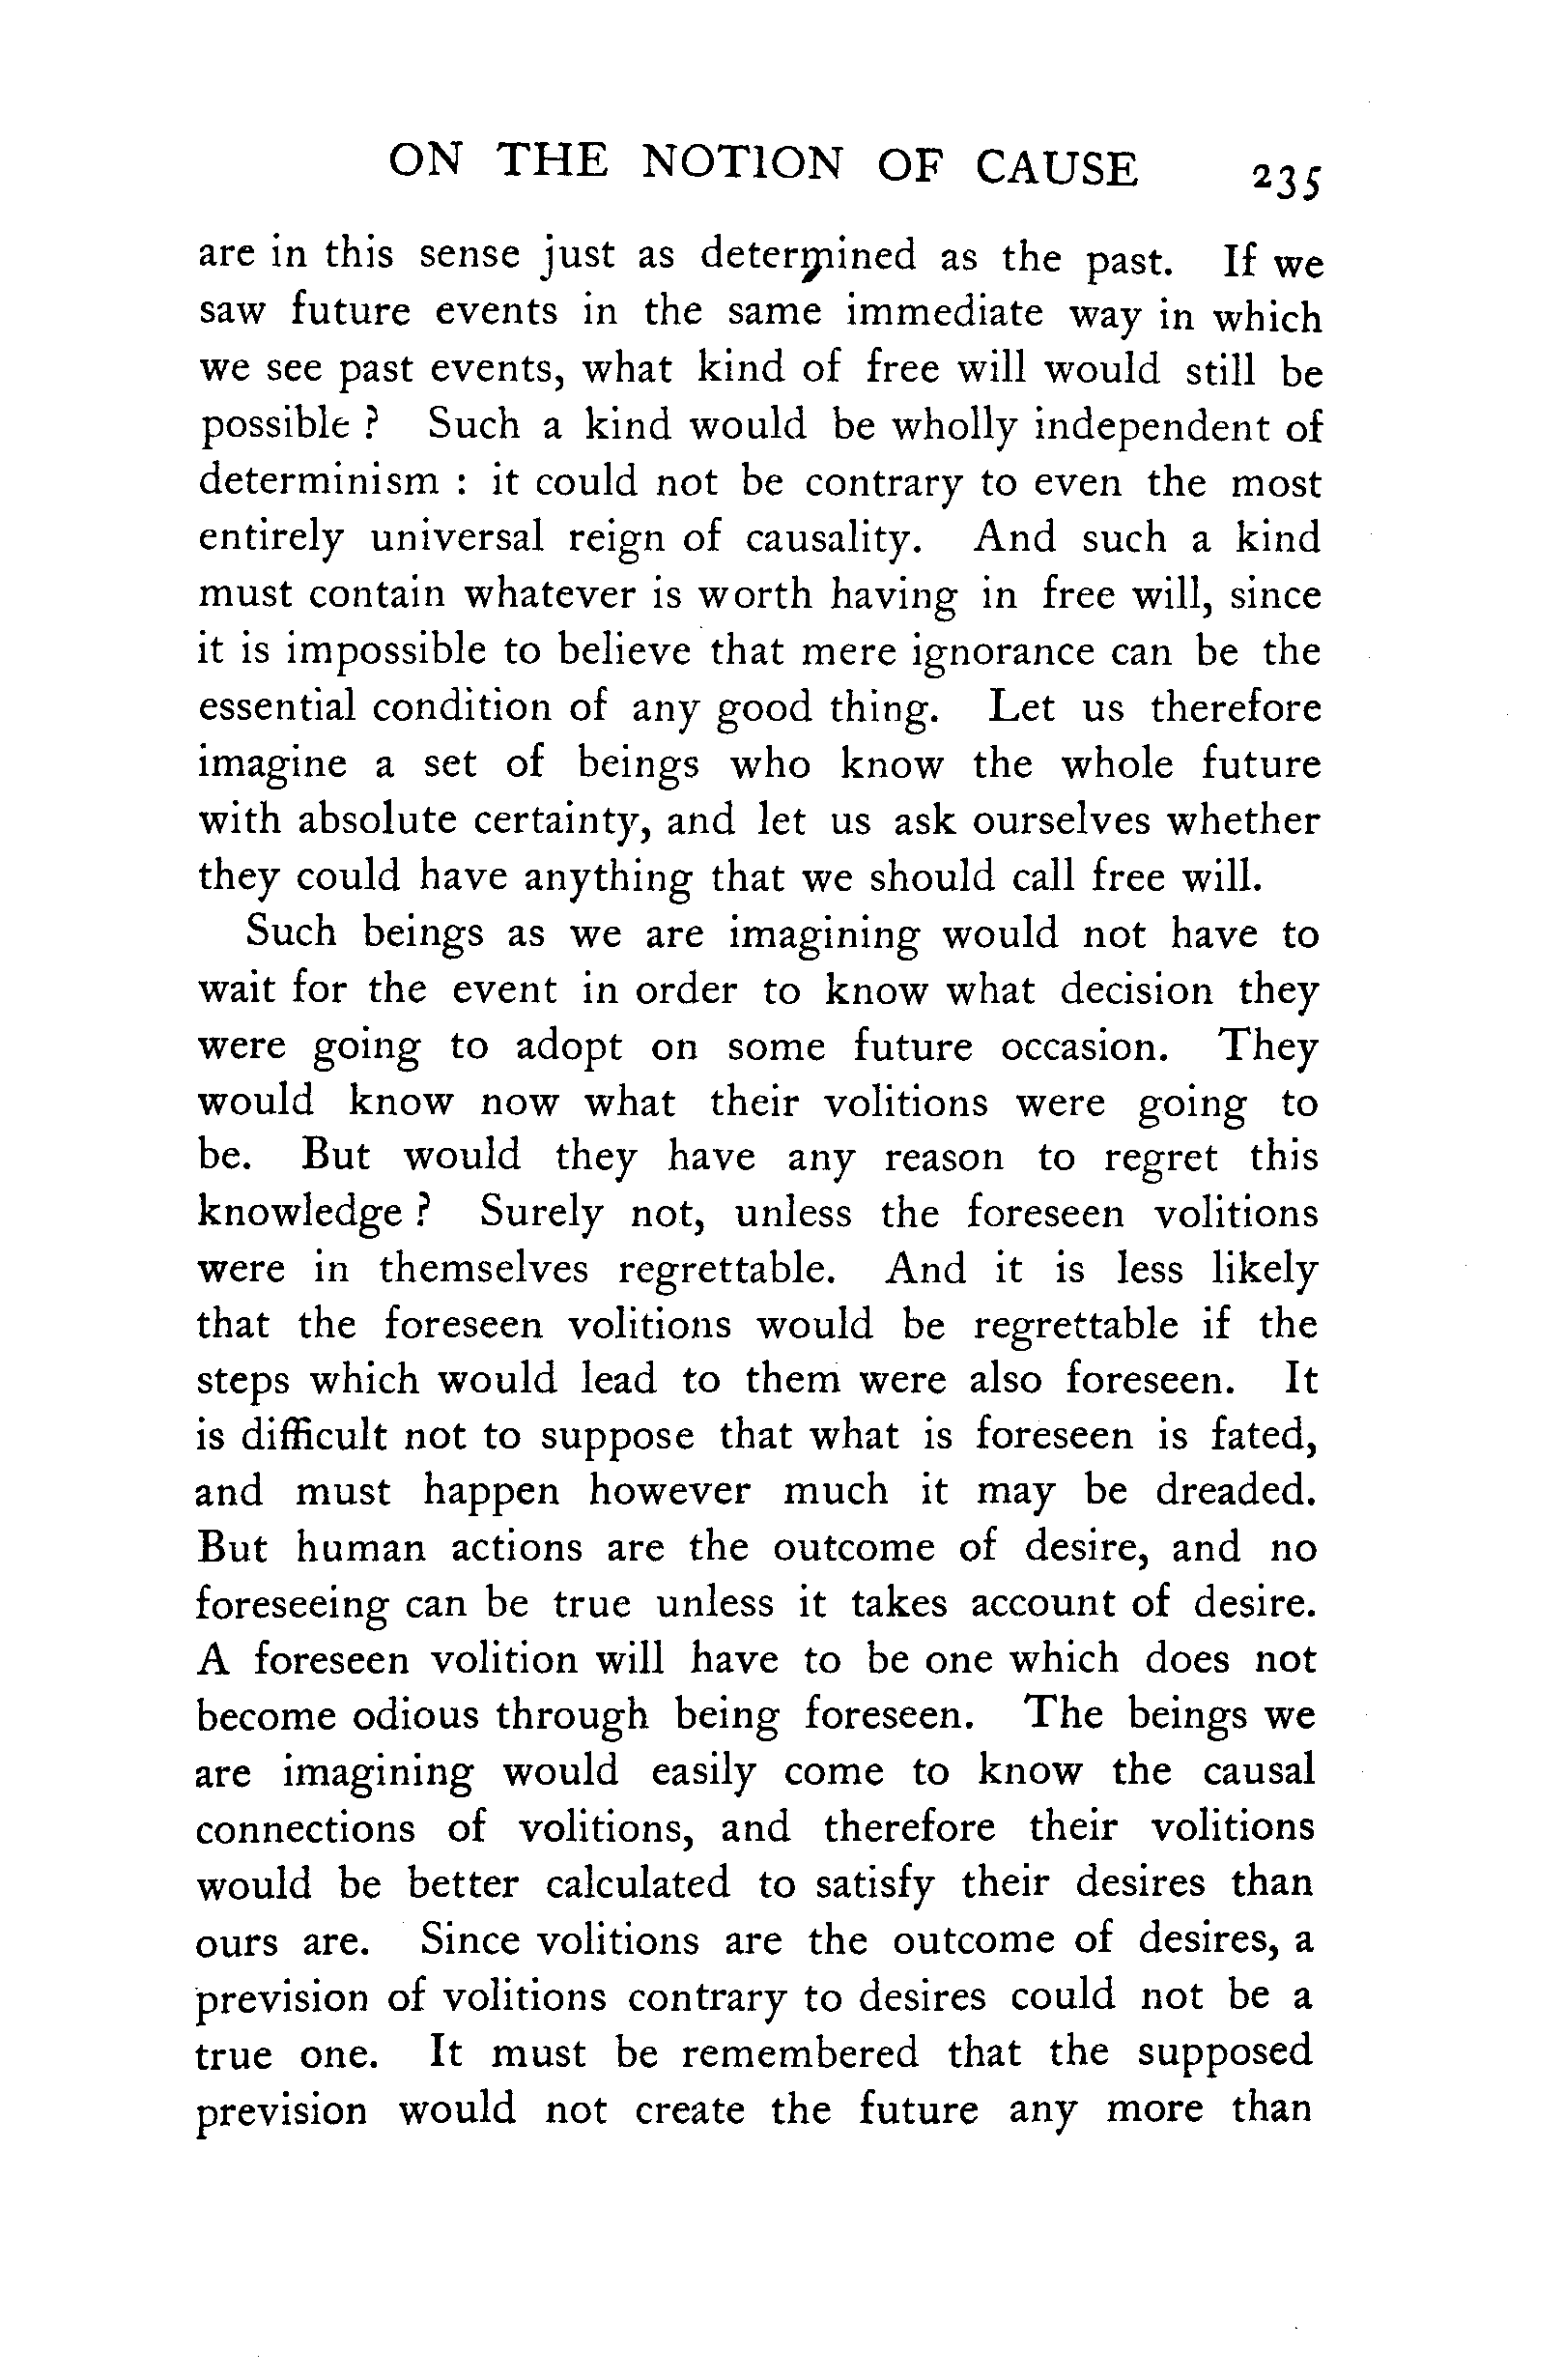 ON THE NOTION OF CAUSE 235
are in this sense just as determined as the past. If we
saw future events in the same immediate way in which
we see past events, what kind of free will would still be
possible ? Such a kind would be wholly independent of
determinism : it could not be contrary to even the most
entirely universal reign of causality. And such a kind
must contain whatever is worth having in free will, since
it is impossible to believe that mere ignorance can be the
essential condition of any good thing. Let us therefore
imagine a set of beings who know the whole future
with absolute certainty, and let us ask ourselves whether
they could have anything that we should call free will.
Such beings as we are imagining would not have to
wait for the event in order to know what decision they
were going to adopt on some future occasion. They
would know now what their volitions were going to
be. But would they have any reason to regret this
knowledge ? Surely not, unless the foreseen volitions
were in themselves regrettable. And it is less likely
that the foreseen volitions would be regrettable if the
steps which would lead to them were also foreseen. It
is difficult not to suppose that what is foreseen is fated,
and must happen however much it may be dreaded.
But human actions are the outcome of desire, and no
foreseeing can be true unless it takes account of desire.
A foreseen volition will have to be one which does not
become odious through being foreseen. The beings we
are imagining would easily come to know the causal
connections of volitions, and therefore their volitions
would be better calculated to satisfy their desires than
ours are. Since volitions are the outcome of desires, a
prevision of volitions contrary to desires could not be a
true one. It must be remembered that the supposed
prevision would not create the future any more than